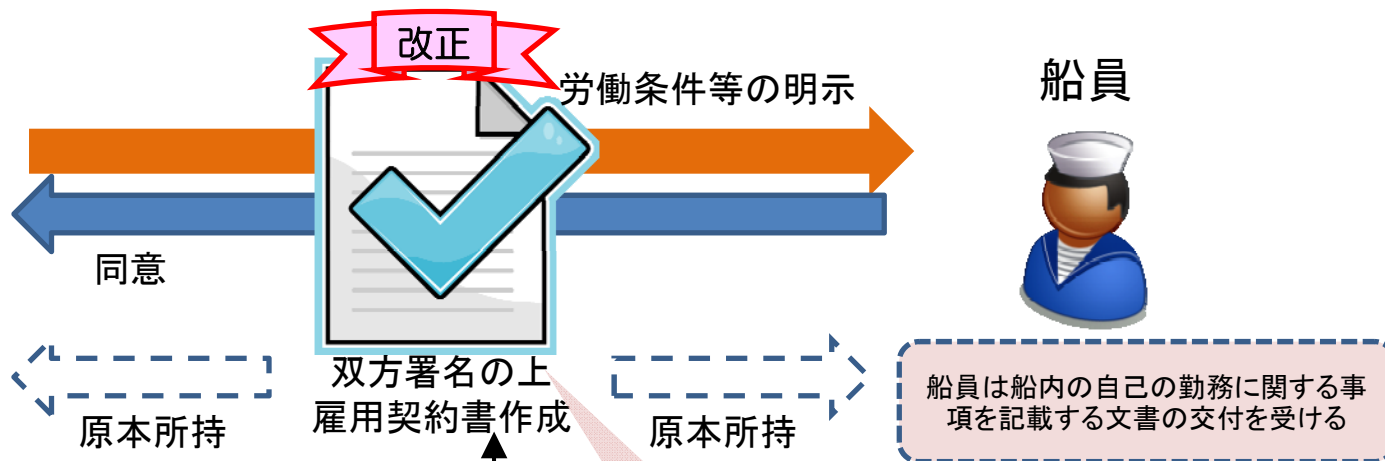 改正
労働条件等の明示
船員
同意
双方署名の上
雇用契約書作成
原本所持
原本所持
船員は船内の自己の勤務に関する事
項を記載する文書の交付を受ける